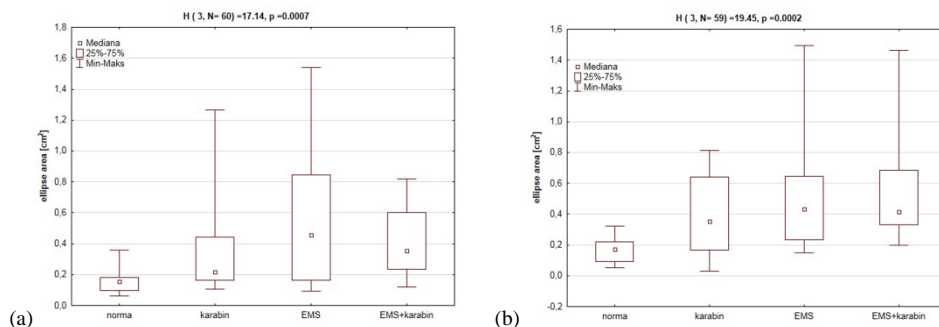 H ( 3, N= 60) =17.14, p =0.0007
1,8
1,6
1,4
1,2
1,0
0,8
0,6
0,4
0,2
0,0
ellipse area [cm²]
Mediana
25%-75%
Min-Maks
norma karabin EMS EMS+karabin
(a)
H ( 3, N= 59) =19.45, p =0.0002
1,6
1,4
1,2
1,0
0,8
0,6
0,4
0,2
0,0
-0,2
ellipse area [cm²]
Mediana
25%-75%
Min-Maks
norma karabin EMS EMS+karabin
(b)